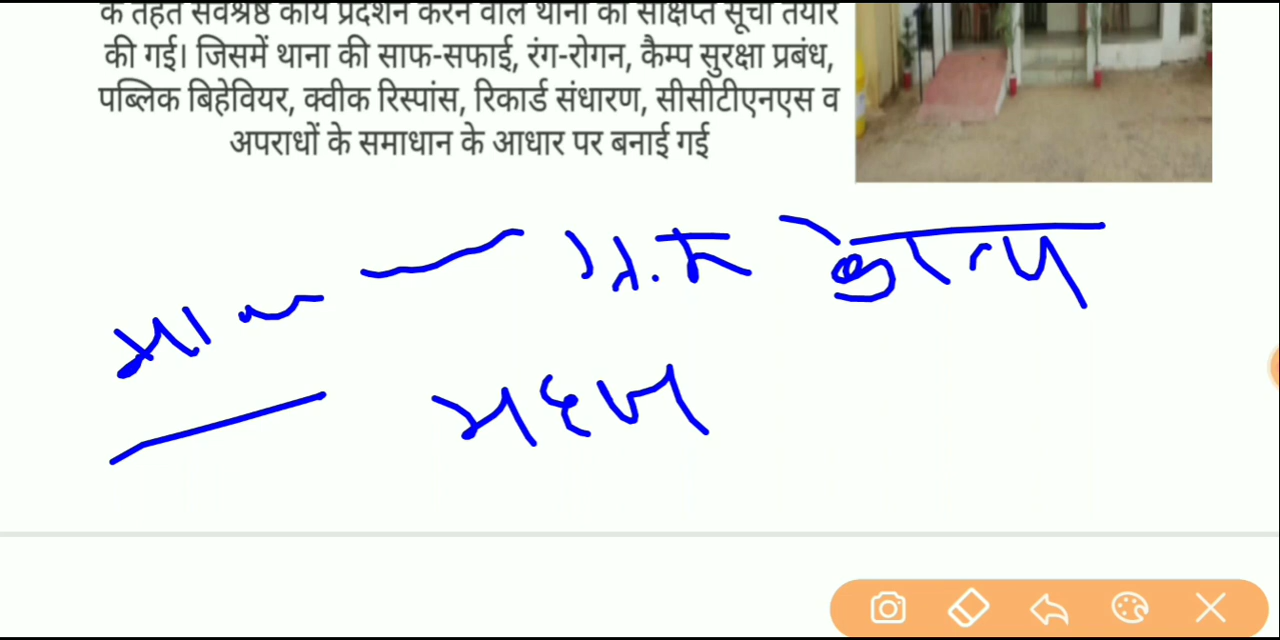 के तहत सर्वश्रेष्ठ कार्य प्रदर्शन करने वाले थानों की संक्षिप्त सूची तैयार
की गई। जिसमें थाना की साफ-सफाई, रंग-रोगन, कैम्प सुरक्षा प्रबंध,
पब्लिक बिहेवियर, क्वीक रिस्पांस, रिकार्ड संधारण, सीसीटीएनएस व
अपराधों के समाधान के आधार पर बनाई गई